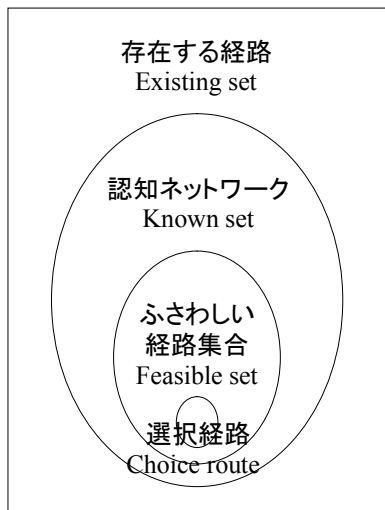 存在する経路
Existing set
認知ネットワーク
Known set
ふさわしい
経路集合
Feasible set
選択経路
Choice route